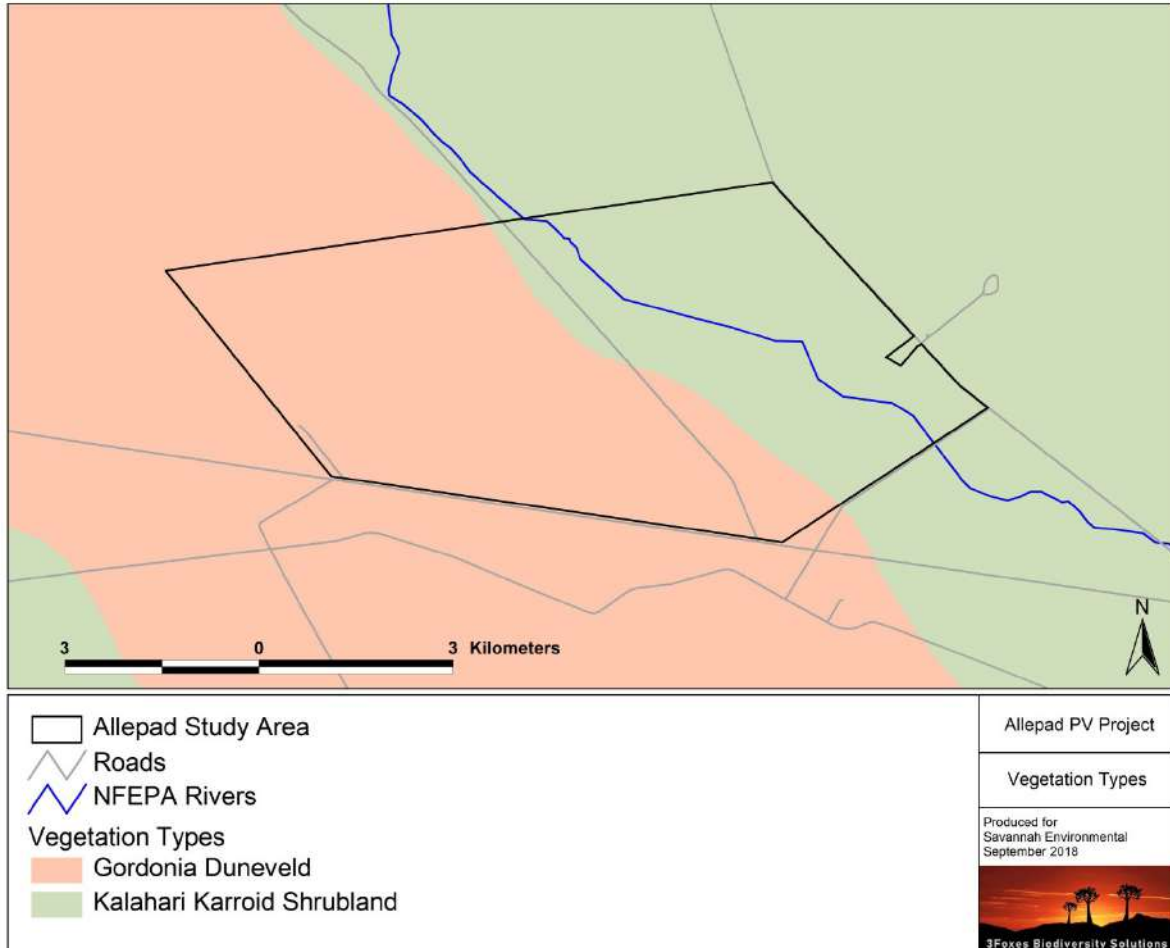 N
3 0 3 Kilometers
Allepad Study Area
Roads
NFEPA Rivers
Vegetation Types
Gordonia Duneveld
Kalahari Karroid Shrubland
Allepad PV Project
Vegetation Types
Produced for
Savannah Environmental
September 2018
3Foxes Biodiversity Solutions